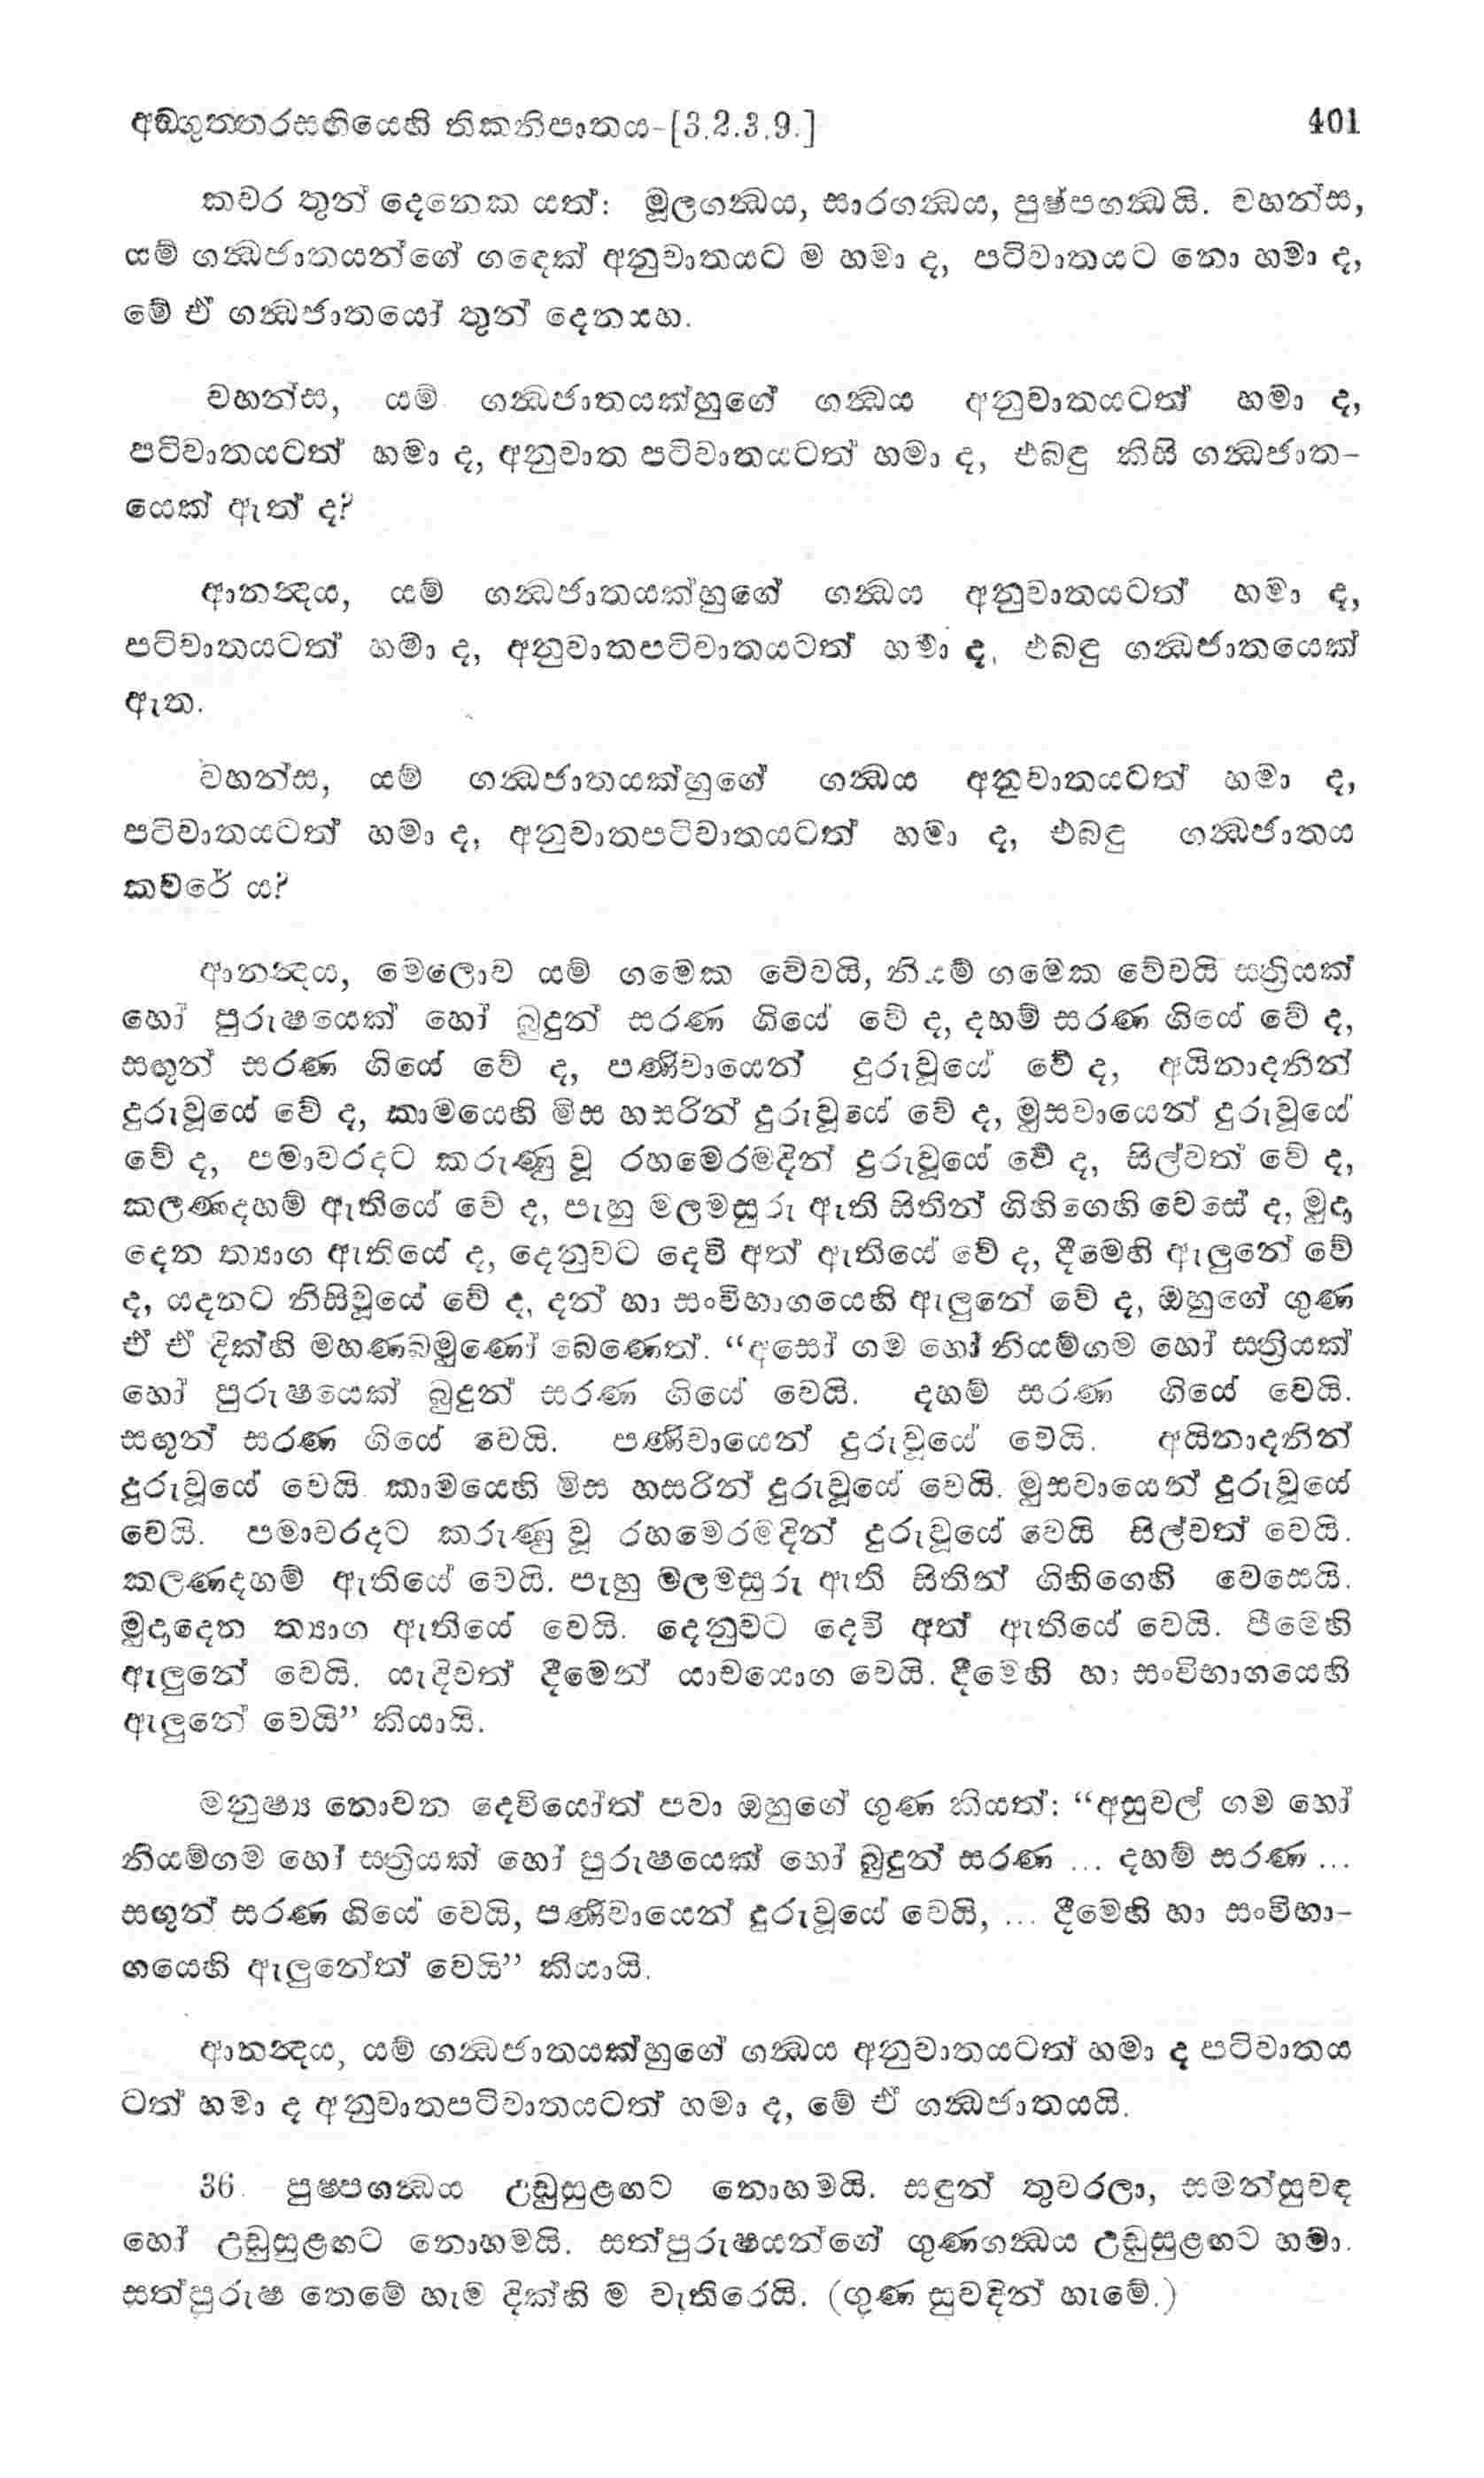 අඞ්ගුත්තරසඟියෙහි තිකනිපාතය-[3.2.3.9.] 401
කවර තුන් දෙනෙක යත්: මූලගන්ධය, සාරගන්ධය, පුෂ්පගන්ධයි. වහන්ස,
යම් ගන්ධජාතයන්ගේ ගඳෙක් අනුවාතයට ම හමා ද, පටිවාතයට නො හමා ද,
මේ ඒ ගන්ධජාතයෝ තුන් දෙනයහ.
වහන්ස, යම් ගන්ධජාතයක්හුගේ ගන්ධය අනුවාතයටත් හමා ද,
පටිවාතයටත් හමා ද, අනුවාත පටිවාතයටත් හමා ද, එබඳු කිසි ගන්ධජාත-
යෙක් ඇත් ද?
ආනන්දය, යම් ගන්ධජාතයක්හුගේ ගන්ධය අනුවාතයටත් හමා ද,
පටිවාතයටත් හමා ද, අනුවාතපටිවාතයටත් හමා ද, එබඳු ගන්ධජාතයෙක්
ඇත.
වහන්ස, යම් ගන්ධජාතයක්හුගේ ගන්ධය අනුවාතයටත් හමා ද,
පටිවාතයටත් හමා ද, අනුවාතපටිවාතයටත් හමා ද, එබඳු ගන්ධජාතය
කවරේ ය?
ආනන්දය, මෙලොව යම් ගමෙක වේවයි, නියම් ගමෙක වේවයි සත්‍රියක්
හෝ පුරුෂයෙක් හෝ බුදුන් සරණ ගියේ වේ ද, දහම් සරණ ගියේ වේ ද,
සඟුන් සරණ ගියේ වේ ද, පණිවායෙන් දුරුවූයේ වේ ද, අයිනාදනින්
දුරුවූයේ වේ ද, කාමයෙහි මිස හසරින් දුරුවූයේ වේ ද, මුසවායෙන් දුරුවූයේ
වේ ද, පමාවරදට කරුණු වූ රහමෙරමදින් දුරුවූයේ වේ ද, සිල්වත් වේ ද,
කලණදහම් ඇතියේ වේ ද, පැහු මලමසුරු ඇති සිතින් ගිහිගෙහි වෙසේ ද, මුදා
දෙන ත්‍යාග ඇතියේ ද, දෙනුවට දෙවි අත් ඇතියේ වේ ද, දීමෙහි ඇලුනේ වේ
ද, යදනට නිසිවූයේ වේ ද, දන් හා සංවිභාගයෙහි ඇලුනේ වේ ද, ඔහුගේ ගුණ
ඒ ඒ දික්හි මහණබමුණෝ බෙණෙත්. “අසෝ ගම හෝ නියම්ගම හෝ සත්‍රියක්
හෝ පුරුෂයෙක් බුදුන් සරණ ගියේ වෙයි. දහම් සරණ ගියේ වෙයි.
සඟුන් සරණ ගියේ වෙයි. පණිවායෙන් දුරුවූයේ වෙයි. අයිනාදනින්
දුරුවූයේ වෙයි. කාමයෙහි මිස හසරින් දුරුවූයේ වෙයි. මුසවායෙන් දුරුවූයේ
වෙයි. පමාවරදට කරුණු වූ රහමෙරමදින් දුරුවූයේ වෙයි සිල්වත් වෙයි.
කලණදහම් ඇතියේ වෙයි. පැහු මලමසුරු ඇති සිතින් ගිහිගෙහි වෙසෙයි.
මුදාදෙන ත්‍යාග ඇතියේ වෙයි. දෙනුවට දෙවි අත් ඇතියේ වෙයි. දීමෙහි
ඇලුනේ වෙයි. යැදිවත් දීමෙන් යාචයොග වෙයි. දීමෙහි හා සංවිභාගයෙහි
ඇලුනේ වෙයි” කියායි.
මනුෂ්‍ය නොවන දෙවියෝත් පවා ඔහුගේ ගුණ කියත්: “අසුවල් ගම හෝ
නියම්ගම හෝ සත්‍රියක් හෝ පුරුෂයෙක් හෝ බුදුන් සරණ ... දහම් සරණ ...
සඟුන් සරණ ගියේ වෙයි, පණිවායෙන් දුරුවූයේ වෙයි, ... දීමෙහි හා සංවිභා-
ගයෙහි ඇලුනේත් වෙයි” කියායි.
ආනන්දය, යම් ගන්ධජාතයක්හුගේ ගන්ධය අනුවාතයටත් හමා ද පටිවාතය
ටත් හමා ද අනුවාතපටිවාතයටත් හමා ද, මේ ඒ ගන්ධජාතයයි.
36. පුෂපගන්ධය උඩුසුළඟට නොහමයි. සඳුන් තුවරලා, සමන්සුවඳ
හෝ උඩුසුළඟට නොහමයි. සත්පුරුෂයන්ගේ ගුණගන්ධය උඩුසුළඟට හමා.
සත්පුරුෂ තෙමේ හැම දික්හි ම වැතිරෙයි. (ගුණ සුවඳින් හැමේ.)